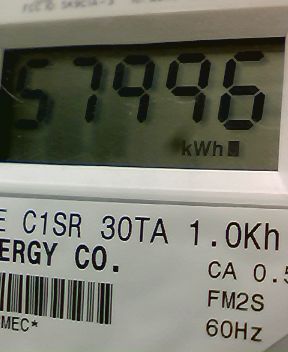 57996
kWh
E C1SR 30TA 1.0Kh
ERGY CO.
CA 0.5
FM2S
MEC*
60Hz